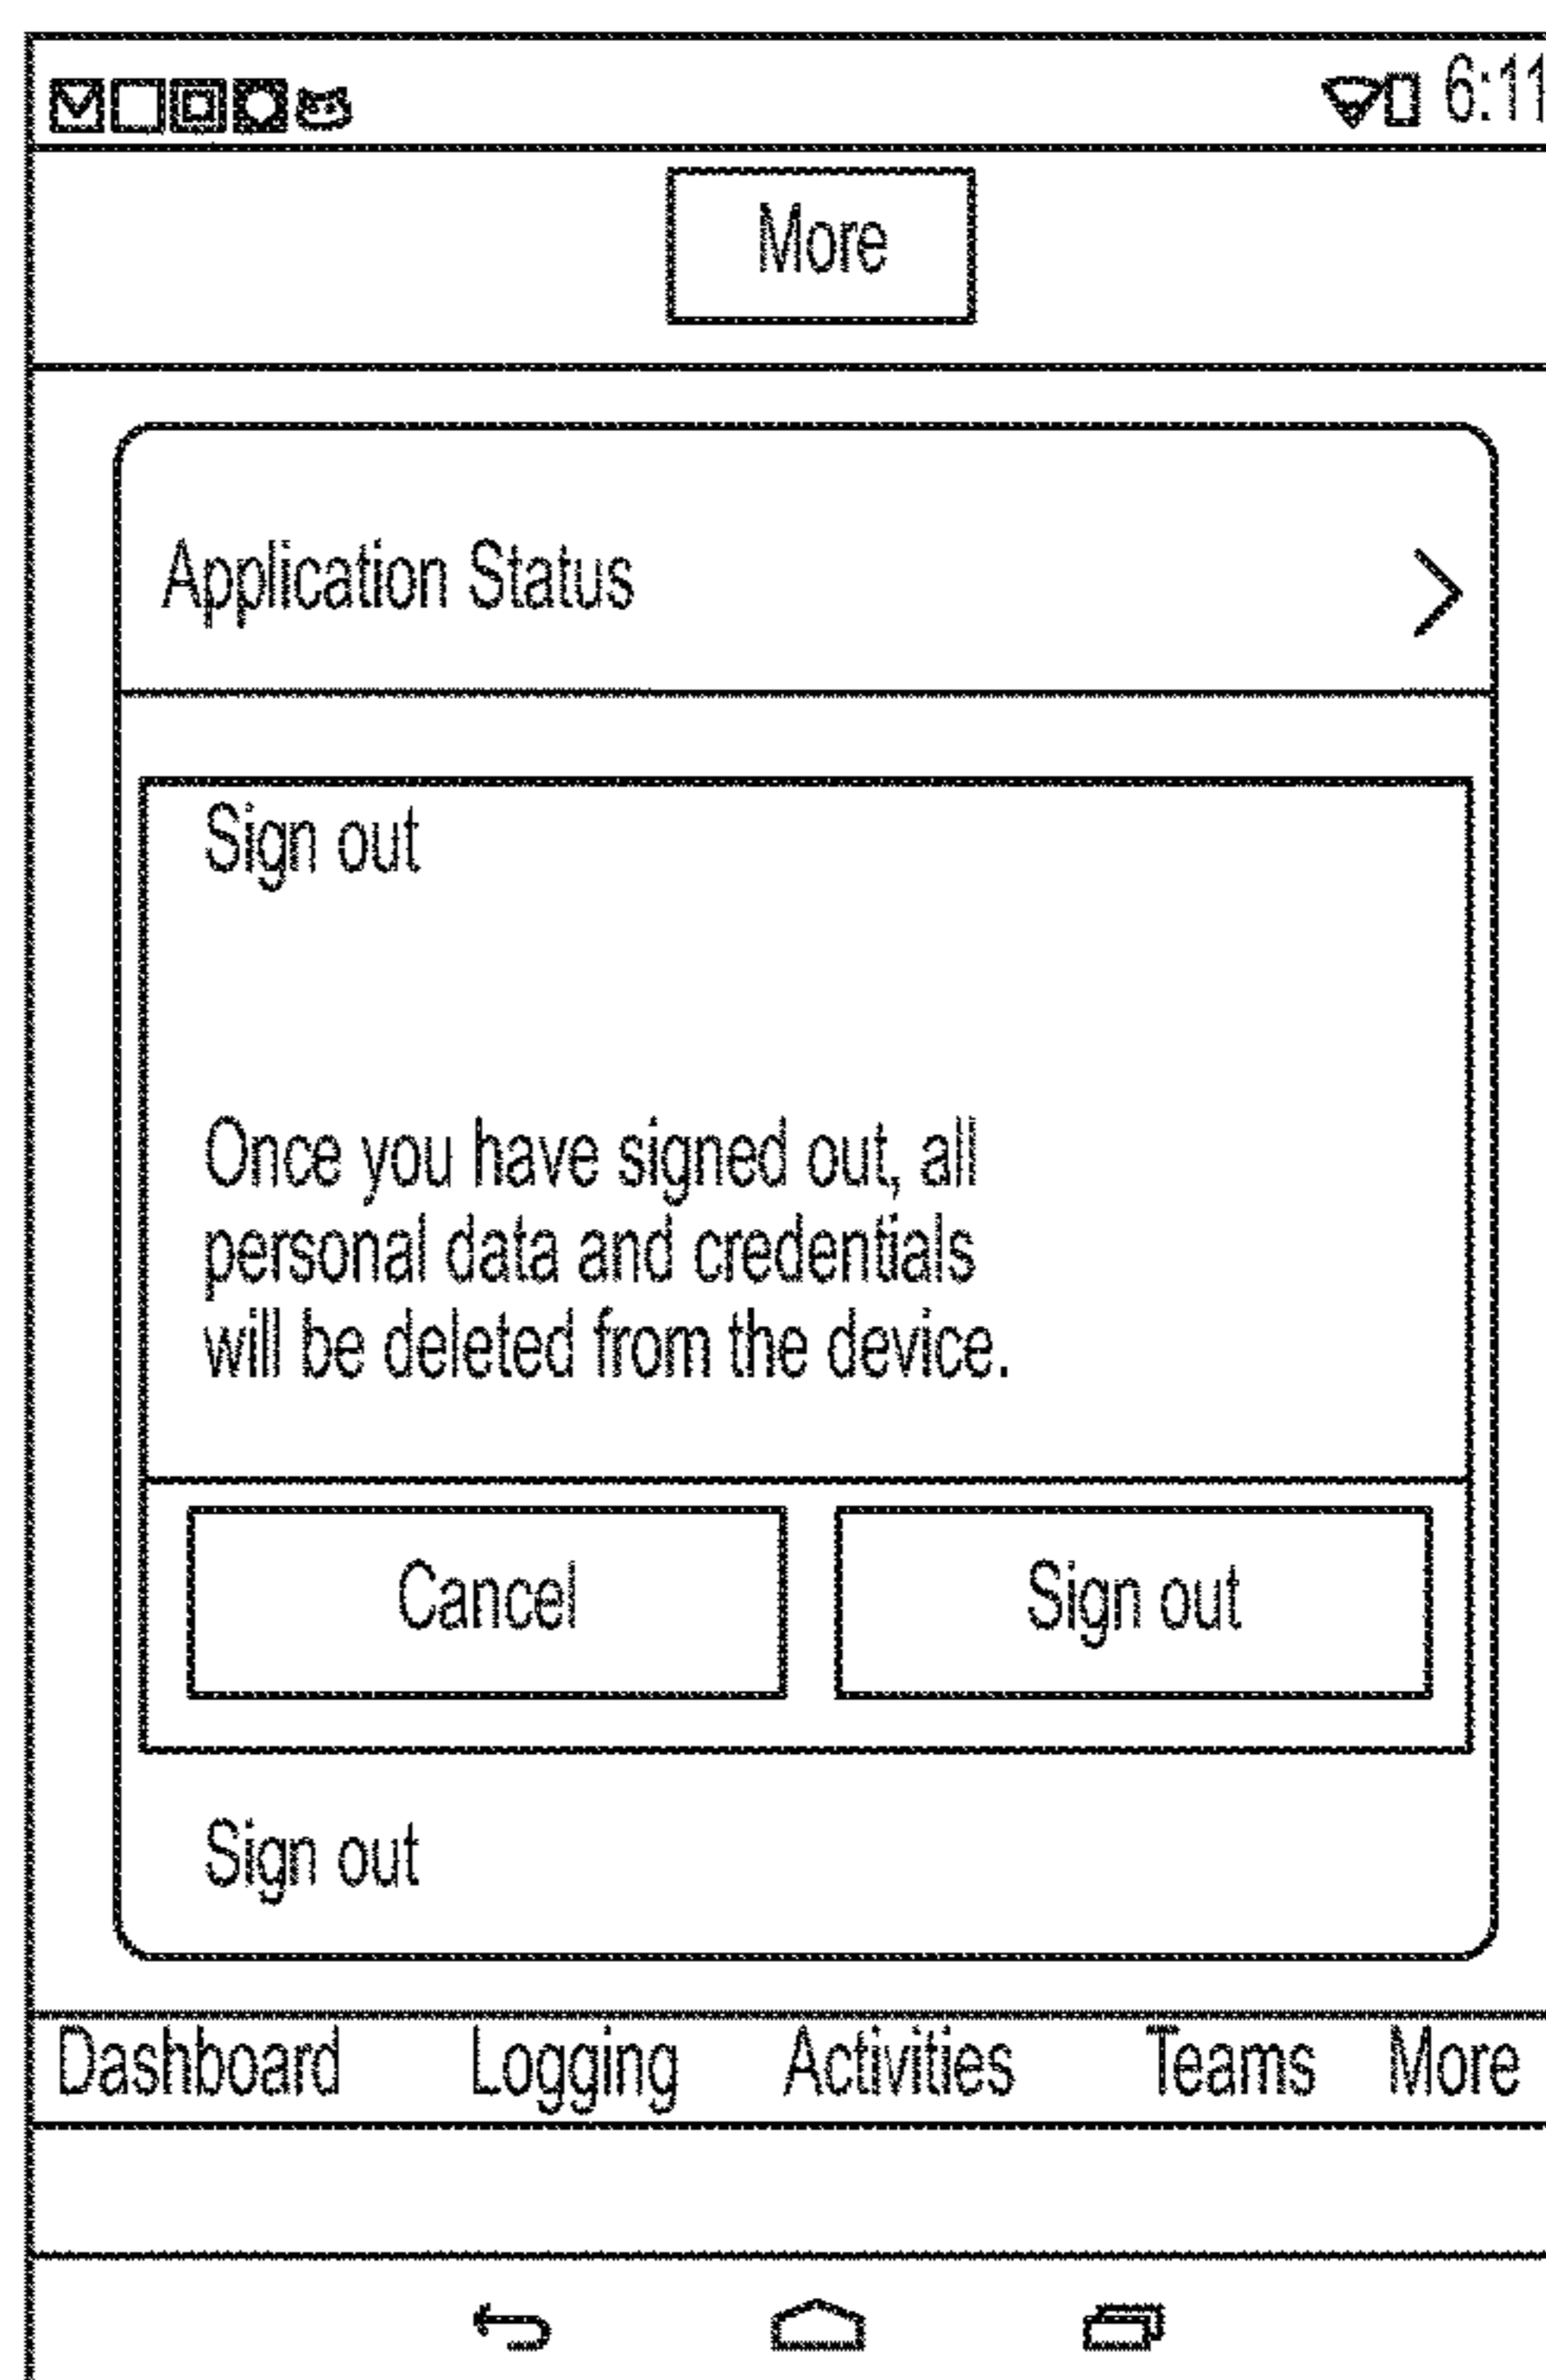 6:11
More
Application Status
Sign out
Once you have signed out, all
personal data and credentials
will be deleted from the device.
Cancel Sign out
Sign out
Dashboard Logging Activities Teams More